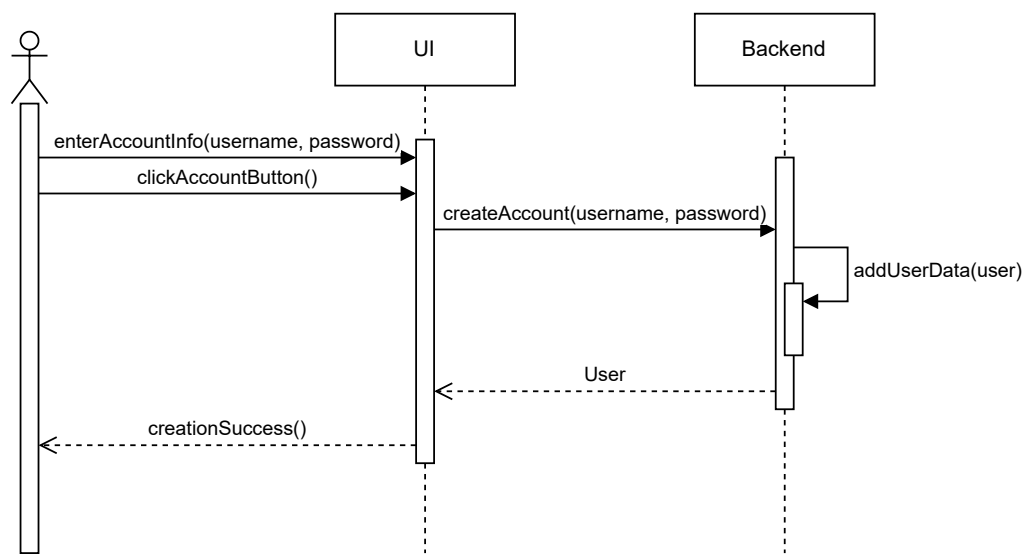 UI
Backend
enterAccountInfo(username, password)
clickAccountButton()
createAccount(username, password)
addUserData(user)
User
creationSuccess()